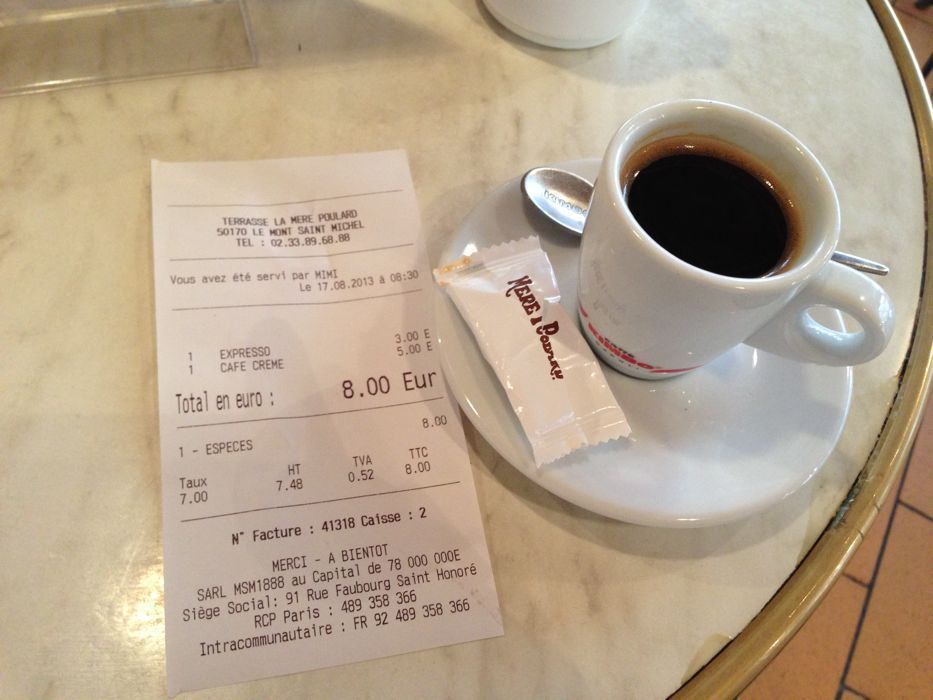 TERRASSE LA MERE POULARD
50170 LE MONT SAINT MICHEL
TEL : 02.33.89.68.88
Vous avez été servi par MIMI
Le 17.08.2013 à 08:30
1 EXPRESSO 3.00 E
1 CAFE CREME 5.00 E
Total en euro : 8.00 Eur
8.00
1 - ESPECES
Taux HT TVA TTC
7.00 7.48 0.52 8.00
N° Facture : 41318 Caisse : 2
MERCI - A BIENTOT
SARL MSM1888 au Capital de 78 000 000E
Siège Social: 91 Rue Faubourg Saint Honoré
RCP Paris : 489 358 366
Intracommunautaire : FR 92 489 358 366
MERE POULARD
CAFFÈ